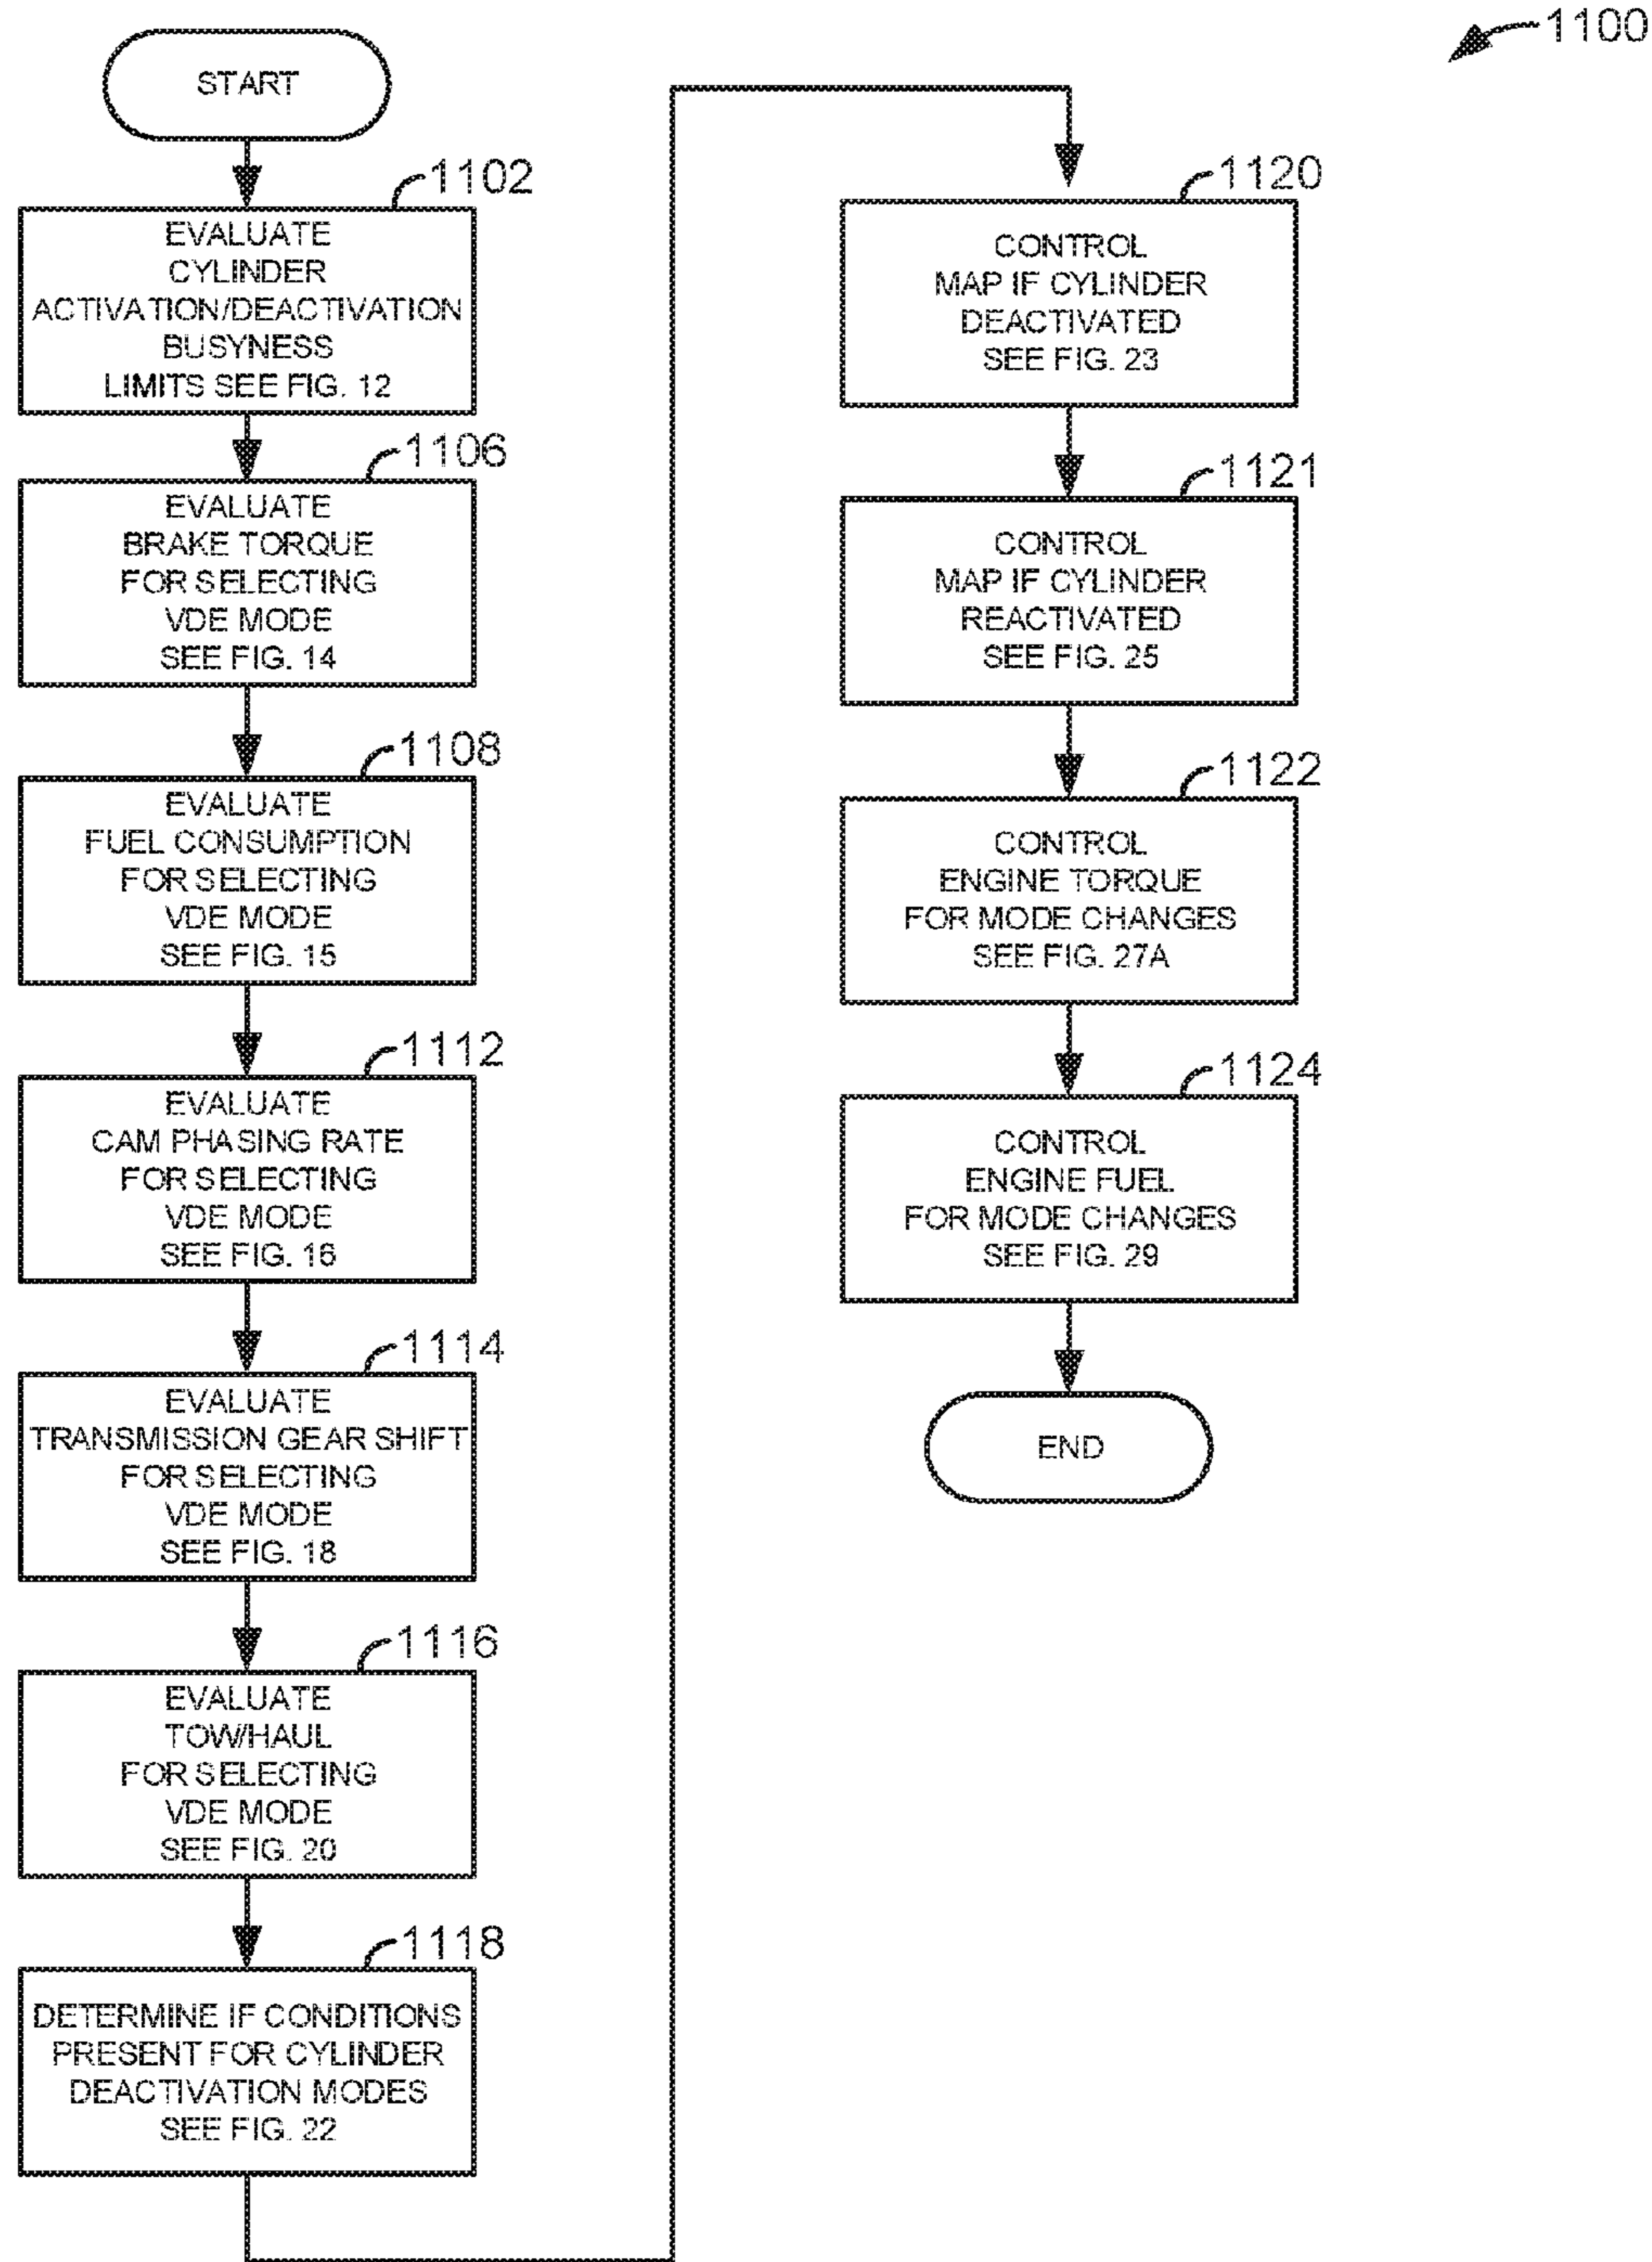 1100
START
1102
EVALUATE
CYLINDER
ACTIVATION/DEACTIVATION
BUSYNESS
LIMITS SEE FIG. 12
1106
EVALUATE
BRAKE TORQUE
FOR SELECTING
VDE MODE
SEE FIG. 14
1108
EVALUATE
FUEL CONSUMPTION
FOR SELECTING
VDE MODE
SEE FIG. 15
1112
EVALUATE
CAM PHASING RATE
FOR SELECTING
VDE MODE
SEE FIG. 16
1114
EVALUATE
TRANSMISSION GEAR SHIFT
FOR SELECTING
VDE MODE
SEE FIG. 18
1116
EVALUATE
TOW/HAUL
FOR SELECTING
VDE MODE
SEE FIG. 20
1118
DETERMINE IF CONDITIONS
PRESENT FOR CYLINDER
DEACTIVATION MODES
SEE FIG. 22
1120
CONTROL
MAP IF CYLINDER
DEACTIVATED
SEE FIG. 23
1121
CONTROL
MAP IF CYLINDER
REACTIVATED
SEE FIG. 25
1122
CONTROL
ENGINE TORQUE
FOR MODE CHANGES
SEE FIG. 27A
1124
CONTROL
ENGINE FUEL
FOR MODE CHANGES
SEE FIG. 29
END